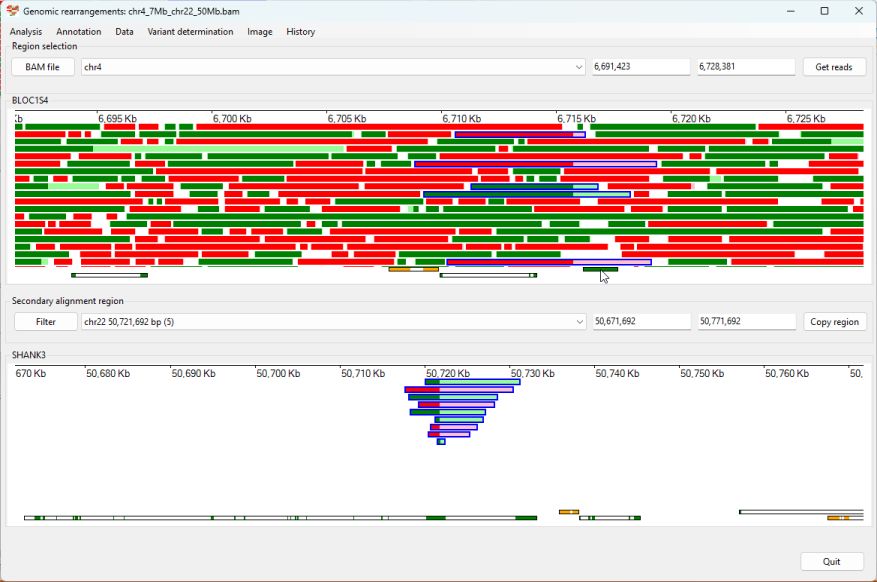 Genomic rearrangements: chr4_7Mb_chr22_50Mb.bam
Analysis Annotation Data Variant determination Image History
Region selection
BAM file chr4 6,691,423 6,728,381 Get reads
BLOC1S4
Kb 6,695 Kb 6,700 Kb 6,705 Kb 6,710 Kb 6,715 Kb 6,720 Kb 6,725 Kb
Secondary alignment region
Filter chr22 50,721,692 bp (5) 50,671,692 50,771,692 Copy region
SHANK3
670 Kb 50,680 Kb 50,690 Kb 50,700 Kb 50,710 Kb 50,720 Kb 50,730 Kb 50,740 Kb 50,750 Kb 50,760 Kb 50,
Quit